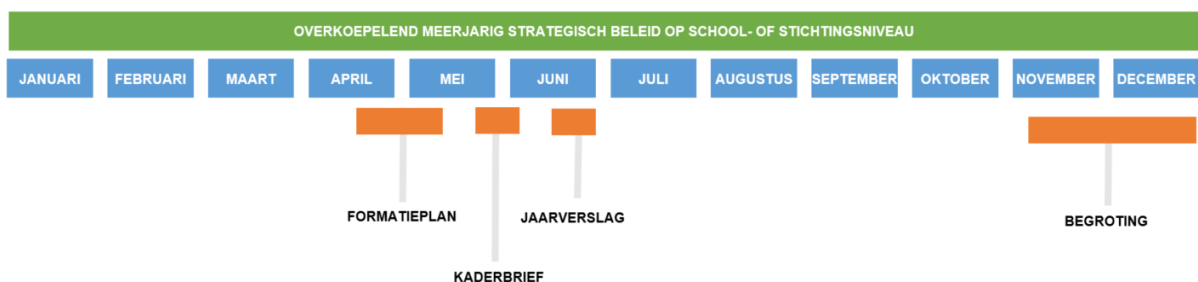 OVERKOEPELEND MEERJARIG STRATEGISCH BELEID OP SCHOOL- OF STICHTINGSNIVEAU
JANUARI FEBRUARI MAART APRIL MEI JUNI JULI AUGUSTUS SEPTEMBER OKTOBER NOVEMBER DECEMBER
FORMATIEPLAN JAARVERSLAG BEGROTING
KADERBRIEF